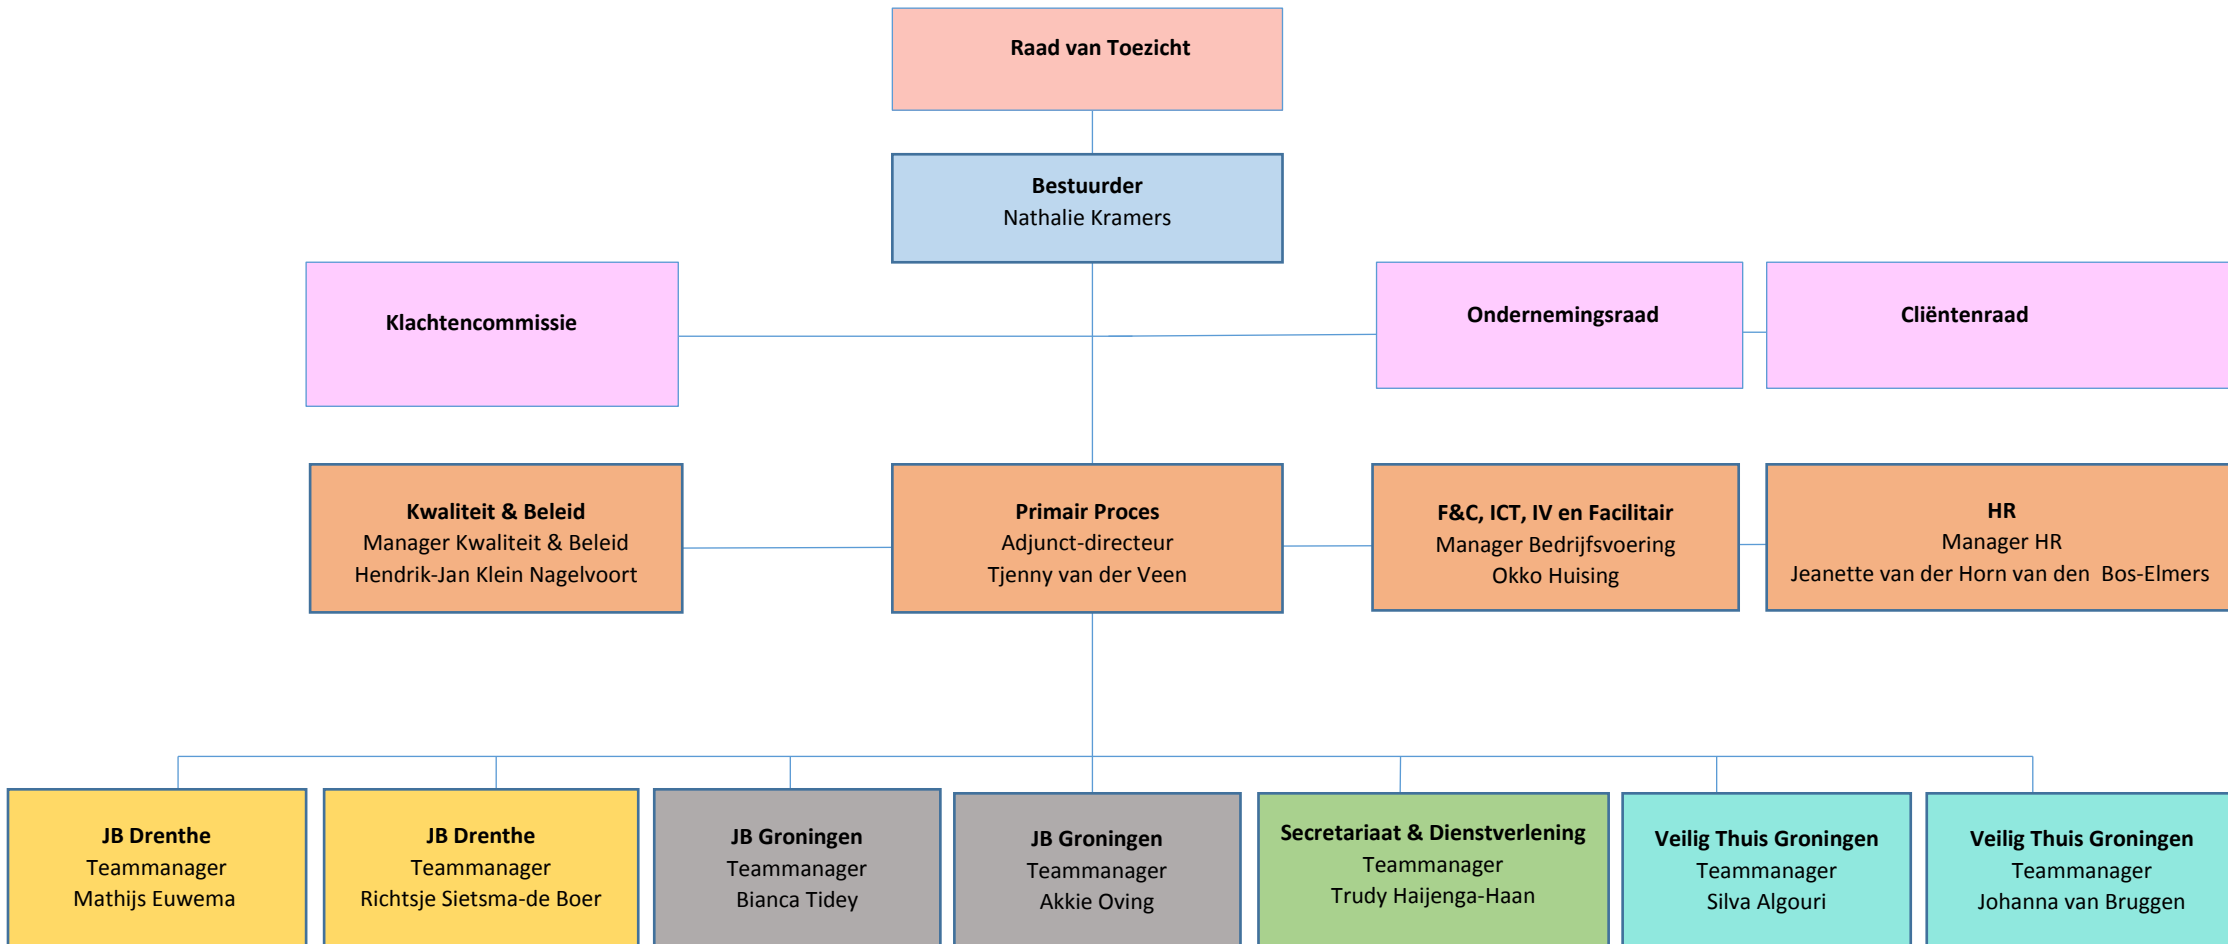 Raad van Toezicht
Bestuurder
Nathalie Kramers
Klachtencommissie
Ondernemingsraad
Cliëntenraad
Kwaliteit & Beleid
Manager Kwaliteit & Beleid
Hendrik-Jan Klein Nagelvoort
Primair Proces
Adjunct-directeur
Tjenny van der Veen
F&C, ICT, IV en Facilitair
Manager Bedrijfsvoering
Okko Huising
HR
Manager HR
Jeanette van der Horn van den  Bos-Elmers
JB Drenthe
Teammanager
Mathijs Euwema
JB Drenthe
Teammanager
Richtsje Sietsma-de Boer
JB Groningen
Teammanager
Bianca Tidey
JB Groningen
Teammanager
Akkie Oving
Secretariaat & Dienstverlening
Teammanager
Trudy Haijenga-Haan
Veilig Thuis Groningen
Teammanager
Silva Algouri
Veilig Thuis Groningen
Teammanager
Johanna van Bruggen